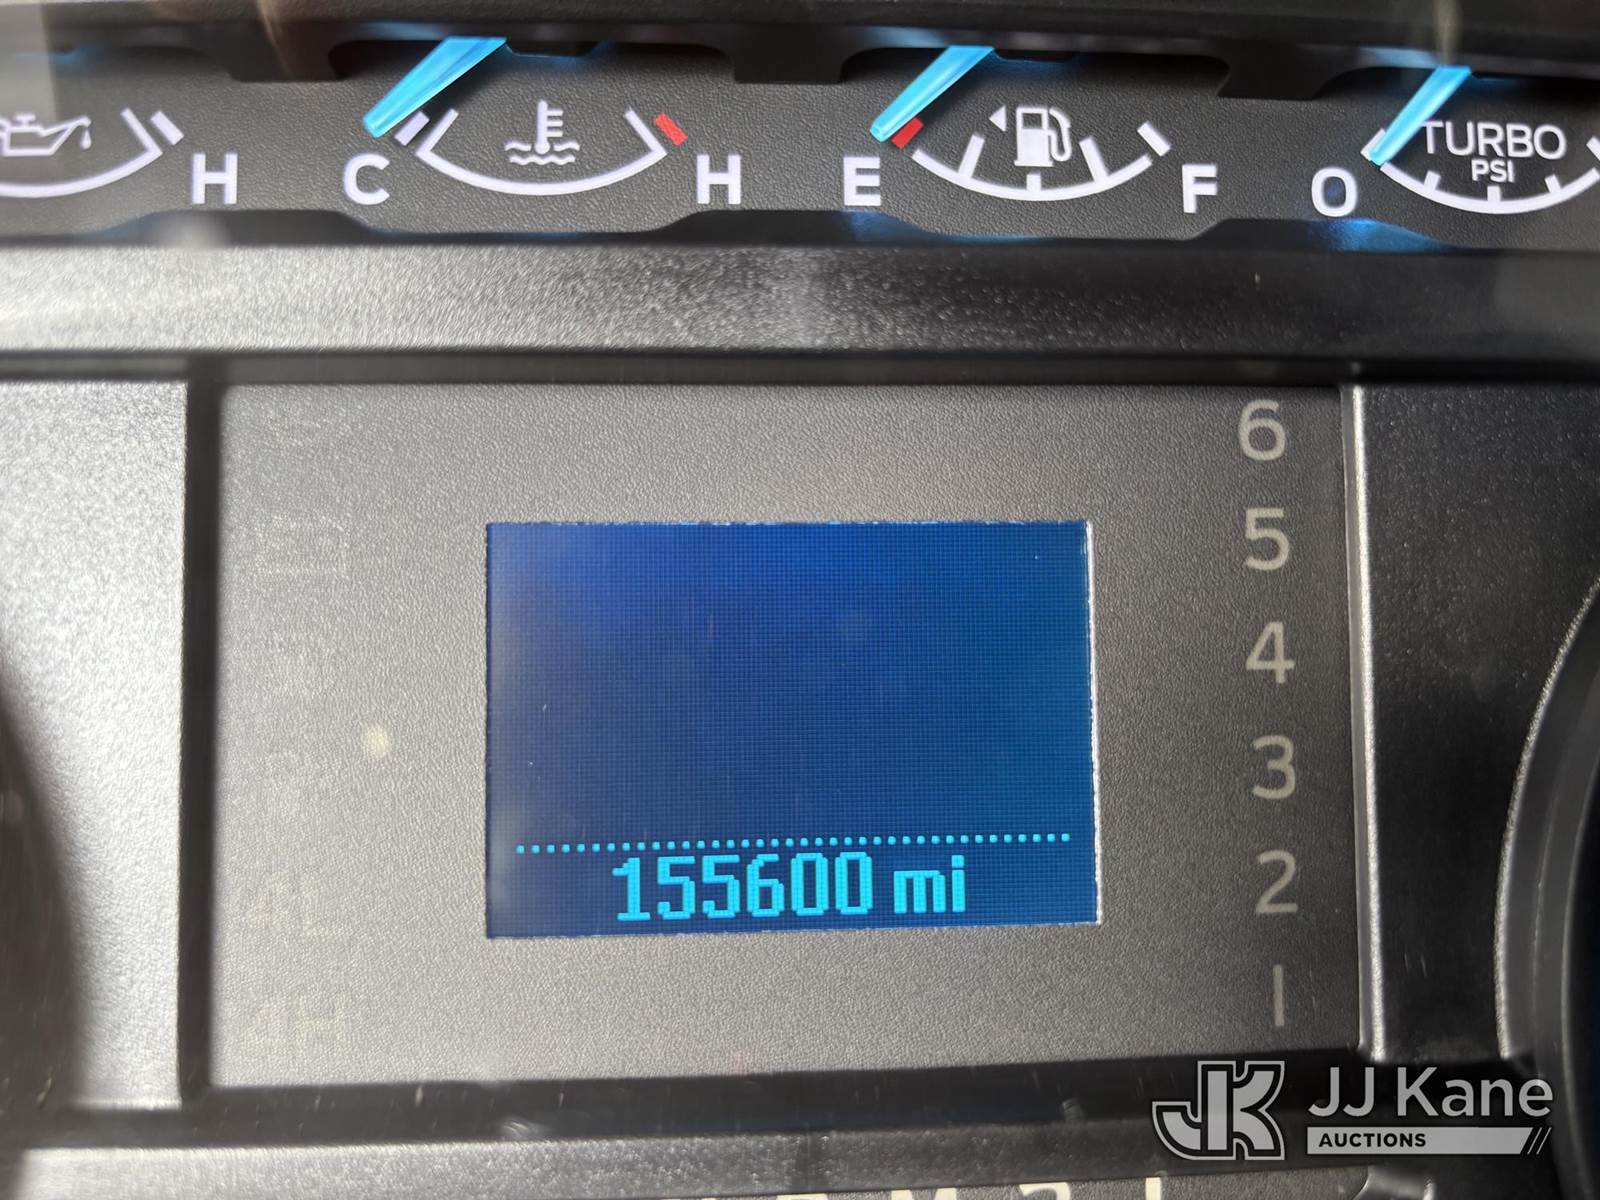 H C H E F O TURBO
PSI
6
5
4
3
2
1
155600 mi
JJ Kane
AUCTIONS